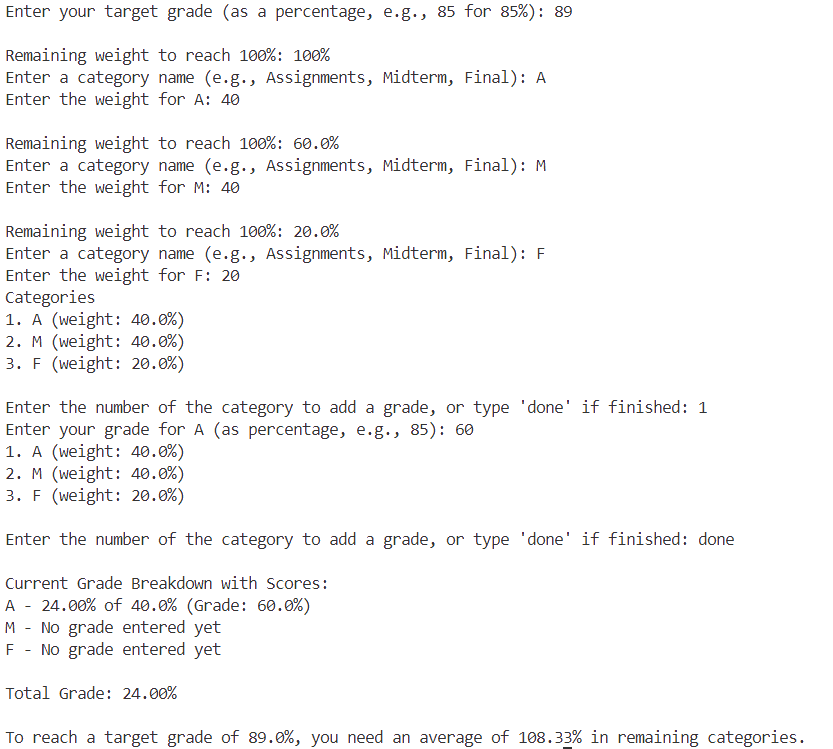 Enter your target grade (as a percentage, e.g., 85 for 85%): 89
Remaining weight to reach 100%: 100%
Enter a category name (e.g., Assignments, Midterm, Final): A
Enter the weight for A: 40
Remaining weight to reach 100%: 60.0%
Enter a category name (e.g., Assignments, Midterm, Final): M
Enter the weight for M: 40
Remaining weight to reach 100%: 20.0%
Enter a category name (e.g., Assignments, Midterm, Final): F
Enter the weight for F: 20
Categories
1. A (weight: 40.0%)
2. M (weight: 40.0%)
3. F (weight: 20.0%)
Enter the number of the category to add a grade, or type 'done' if finished: 1
Enter your grade for A (as percentage, e.g., 85): 60
1. A (weight: 40.0%)
2. M (weight: 40.0%)
3. F (weight: 20.0%)
Enter the number of the category to add a grade, or type 'done' if finished: done
Current Grade Breakdown with Scores:
A - 24.00% of 40.0% (Grade: 60.0%)
M - No grade entered yet
F - No grade entered yet
Total Grade: 24.00%
To reach a target grade of 89.0%, you need an average of 108.33% in remaining categories.